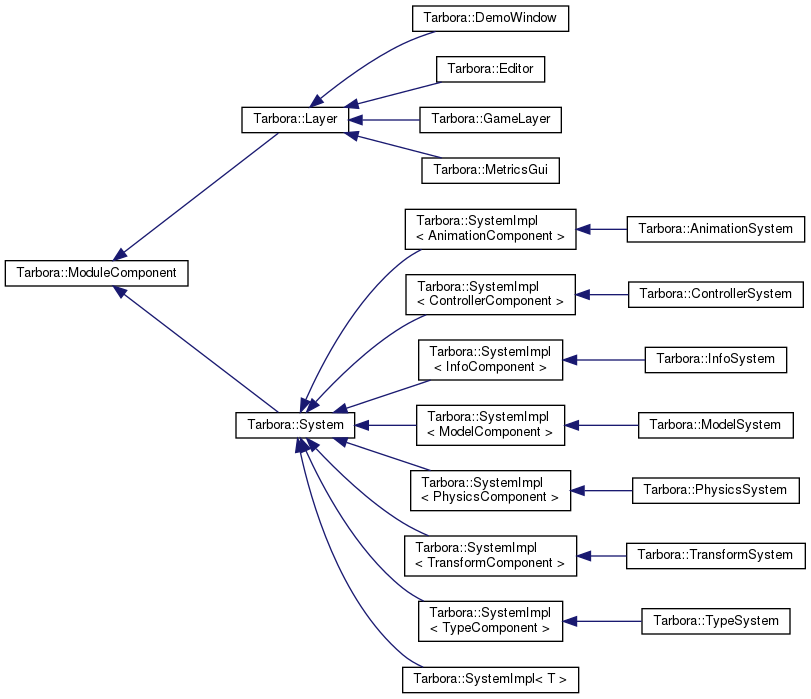 Tarbora::DemoWindow
Tarbora::Editor
Tarbora::Layer
Tarbora::GameLayer
Tarbora::MetricsGui
Tarbora::SystemImpl
< AnimationComponent >
Tarbora::AnimationSystem
Tarbora::ModuleComponent
Tarbora::SystemImpl
< ControllerComponent >
Tarbora::ControllerSystem
Tarbora::SystemImpl
< InfoComponent >
Tarbora::InfoSystem
Tarbora::System
Tarbora::SystemImpl
< ModelComponent >
Tarbora::ModelSystem
Tarbora::SystemImpl
< PhysicsComponent >
Tarbora::PhysicsSystem
Tarbora::SystemImpl
< TransformComponent >
Tarbora::TransformSystem
Tarbora::SystemImpl
< TypeComponent >
Tarbora::TypeSystem
Tarbora::SystemImpl< T >